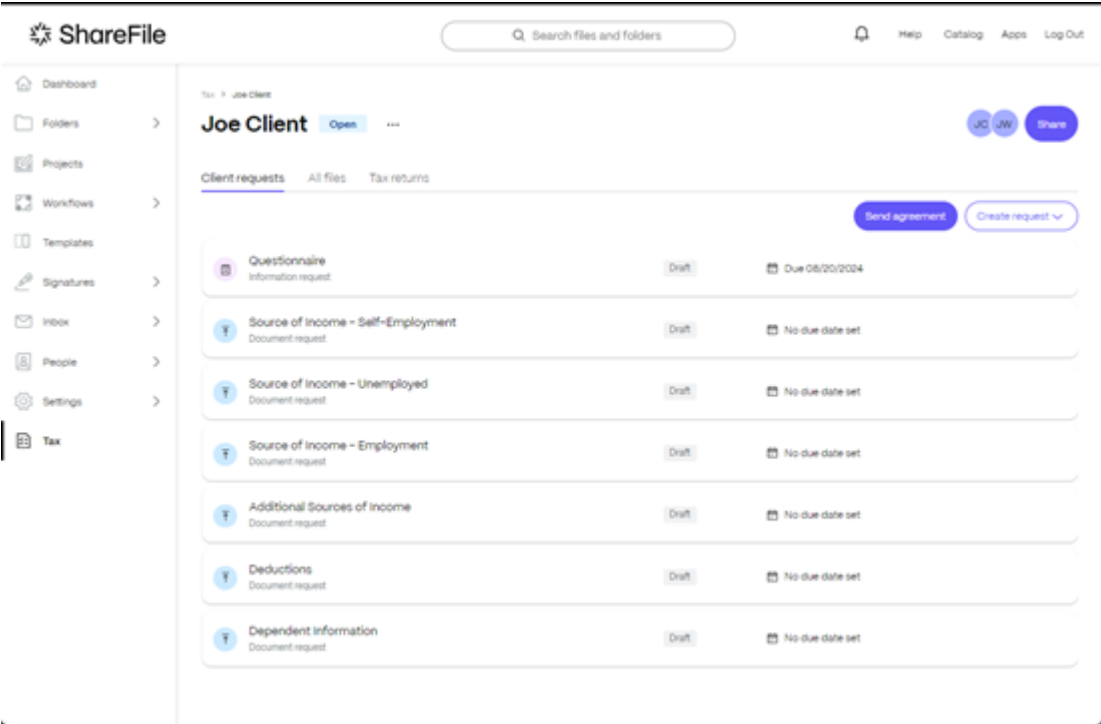 ShareFile
Search files and folders
Help Catalog Apps Log Out
Dashboard
Folders
Projects
Workflows
Templates
Signatures
Inbox
People
Settings
Tax
Tax > Joe Client
Joe Client Open ...
JC JW Share
Client requests All files Tax returns
Send agreement Create request
Questionnaire Draft Due 08/20/2024
Information request
Source of Income - Self-Employment Draft No due date set
Document request
Source of Income - Unemployed Draft No due date set
Document request
Source of Income - Employment Draft No due date set
Document request
Additional Sources of Income Draft No due date set
Document request
Deductions Draft No due date set
Document request
Dependent Information Draft No due date set
Document request